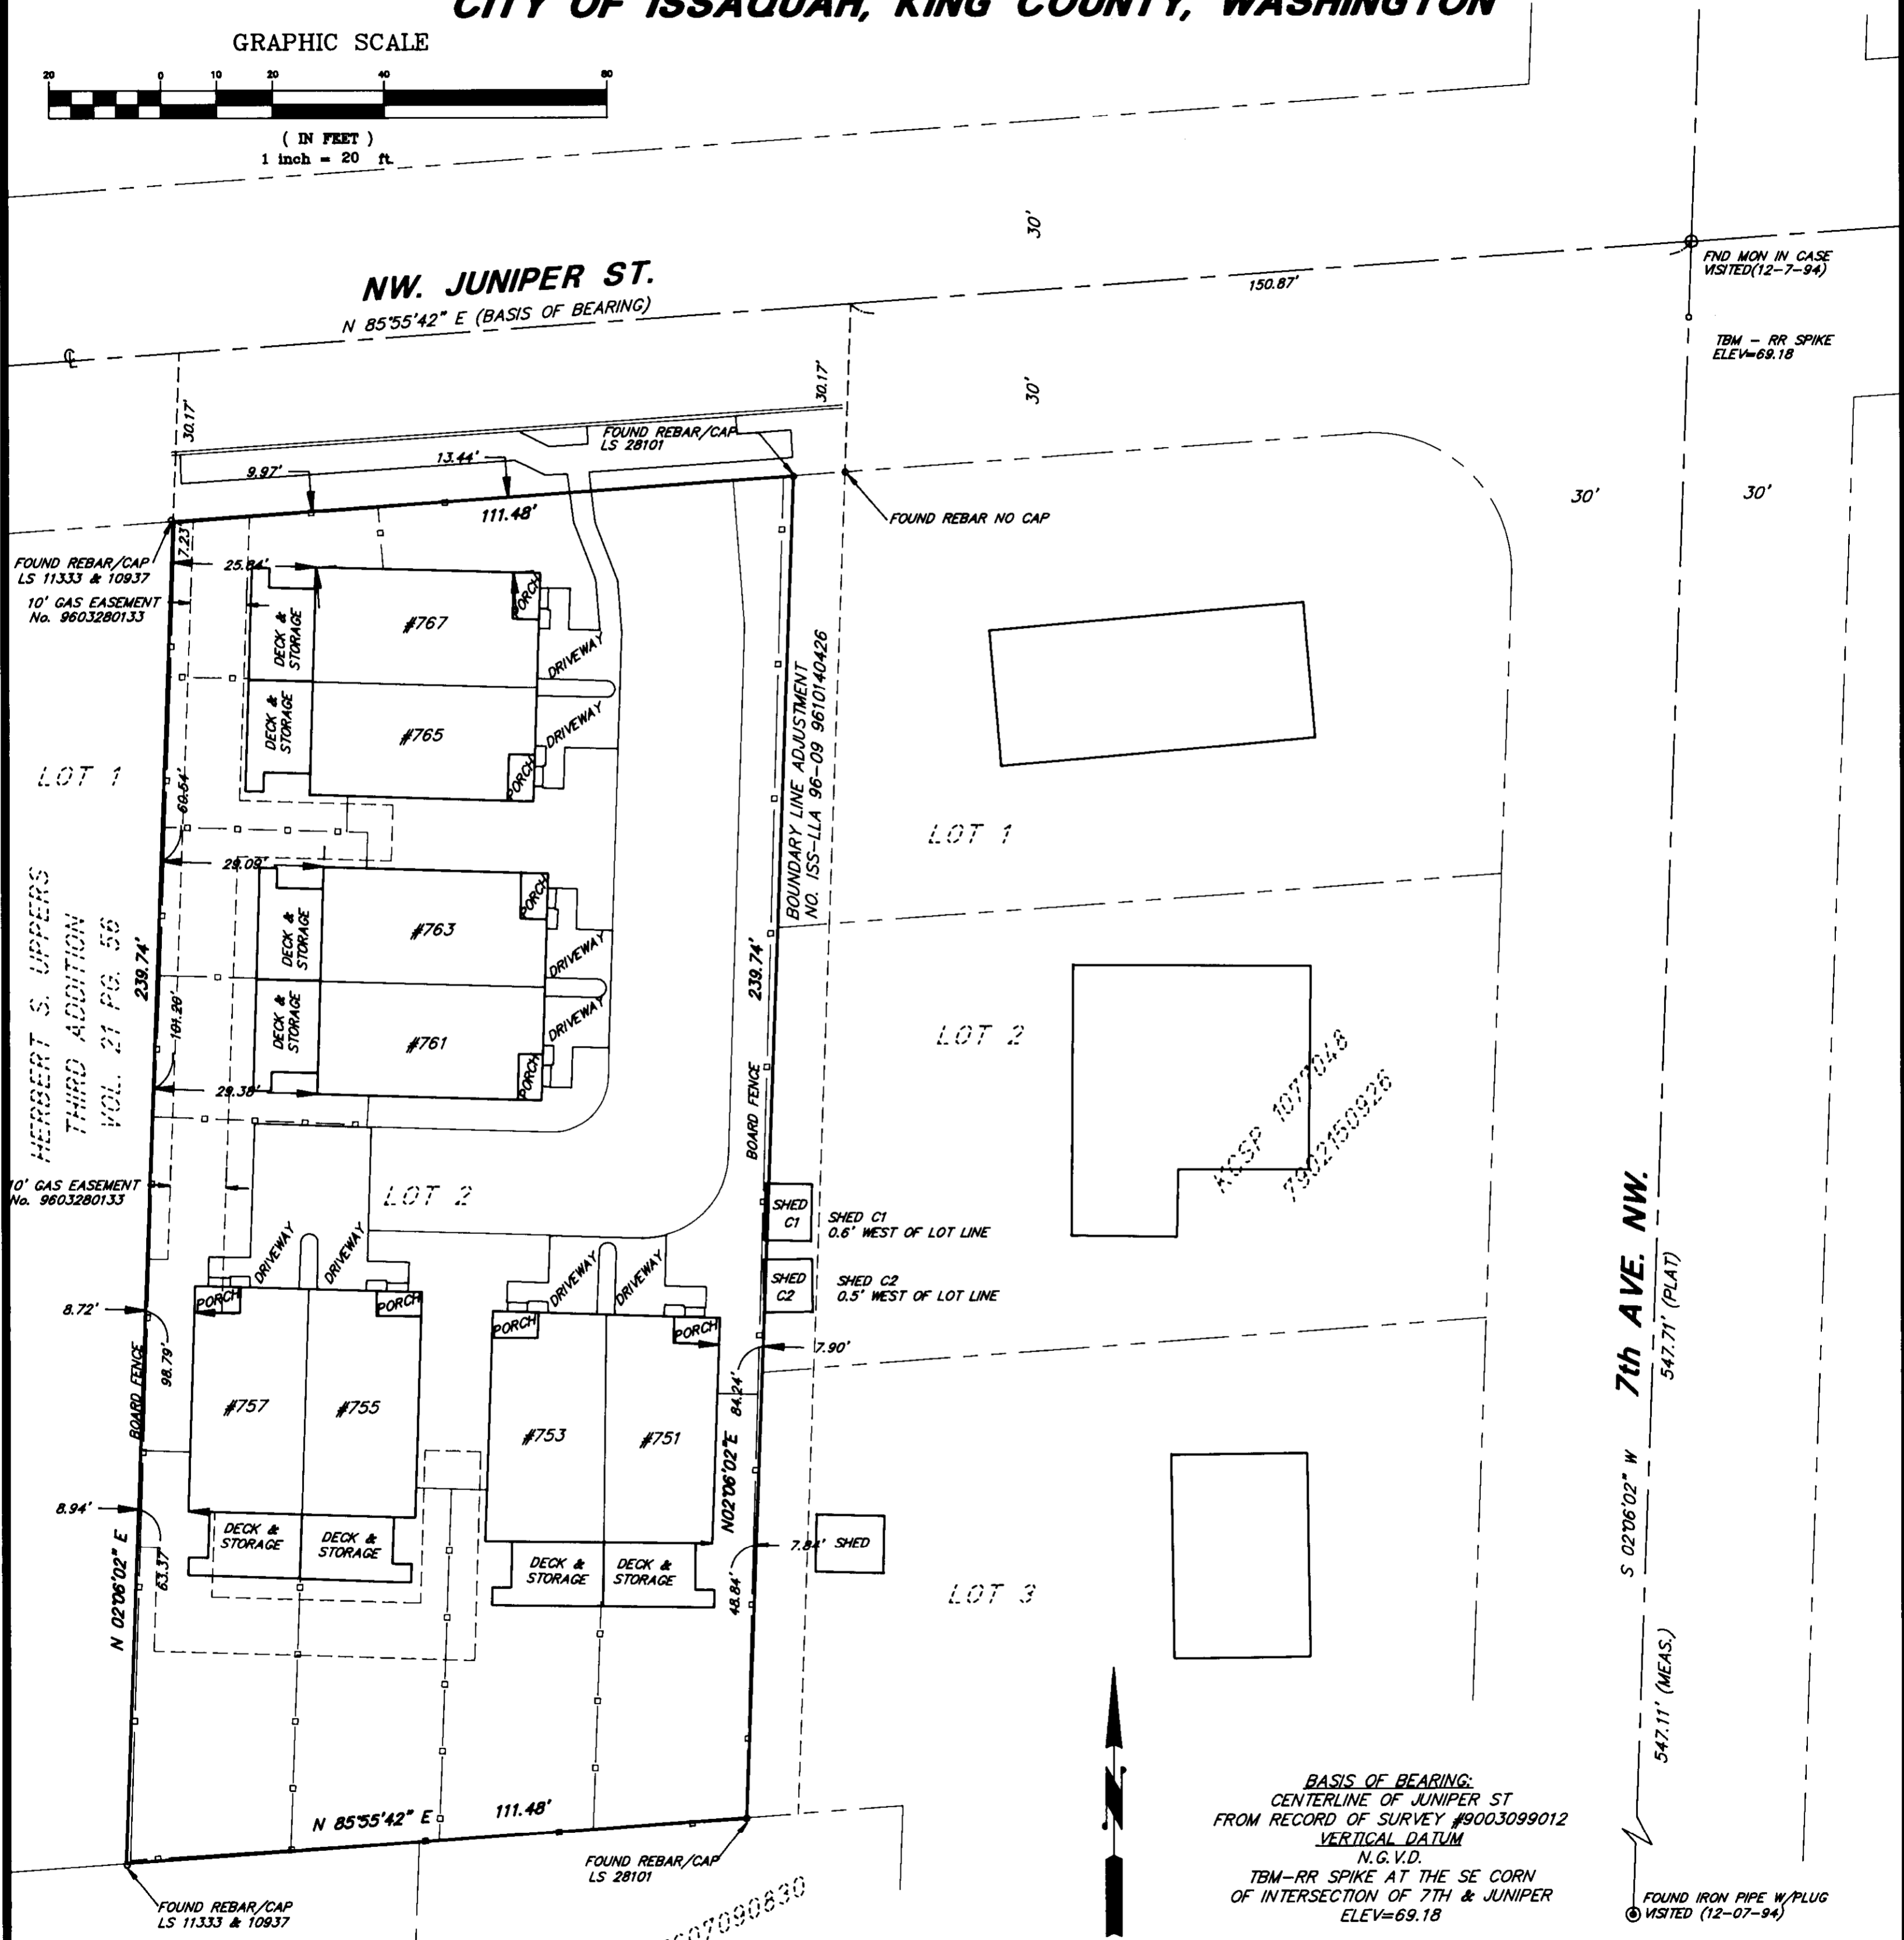 CITY OF ISSAQUAH, KING COUNTY, WASHINGTON
GRAPHIC SCALE
20 0 10 20 40 80
( IN FEET )
1 inch = 20 ft.
30'
NW. JUNIPER ST.
N 85°55'42" E (BASIS OF BEARING)
150.87'
FND MON IN CASE
VISITED(12-7-94)
TBM - RR SPIKE
ELEV=69.18
30.17'
30.17'
30'
FOUND REBAR/CAP
LS 28101
9.97'
13.44'
111.48'
30'
30'
FOUND REBAR NO CAP
7.23'
FOUND REBAR/CAP
LS 11333 & 10937
25.84'
10' GAS EASEMENT
No. 9603280133
DECK &
STORAGE
#767
PORCH
DRIVEWAY
DECK &
STORAGE
#765
PORCH
DRIVEWAY
BOUNDARY LINE ADJUSTMENT
NO. ISS-LLA 96-09 9610140426
LOT 1
60.54'
LOT 1
29.09'
HERBERT S. UPPERS
THIRD ADDITION
VOL. 21 PG. 56
239.74'
101.20'
DECK &
STORAGE
#763
PORCH
DRIVEWAY
DECK &
STORAGE
#761
PORCH
DRIVEWAY
239.74'
BOARD FENCE
LOT 2
KCSP 1077048
7902150926
29.38'
10' GAS EASEMENT
No. 9603280133
LOT 2
SHED
C1
SHED C1
0.6' WEST OF LOT LINE
SHED
C2
SHED C2
0.5' WEST OF LOT LINE
DRIVEWAY
DRIVEWAY
DRIVEWAY
DRIVEWAY
PORCH
PORCH
PORCH
PORCH
8.72'
98.79'
BOARD FENCE
7.90'
84.24'
#757
#755
#753
#751
N02°06'02"E
7th AVE. NW.
547.71' (PLAT)
S 02°06'02" W
547.11' (MEAS.)
8.94'
63.37'
N 02°06'02" E
DECK &
STORAGE
DECK &
STORAGE
DECK &
STORAGE
DECK &
STORAGE
7.84'
SHED
48.84'
LOT 3
N 85°55'42" E
111.48'
FOUND REBAR/CAP
LS 28101
FOUND REBAR/CAP
LS 11333 & 10937
N
BASIS OF BEARING:
CENTERLINE OF JUNIPER ST
FROM RECORD OF SURVEY #9003099012
VERTICAL DATUM
N.G.V.D.
TBM-RR SPIKE AT THE SE CORN
OF INTERSECTION OF 7TH & JUNIPER
ELEV=69.18
FOUND IRON PIPE W/PLUG
VISITED (12-07-94)